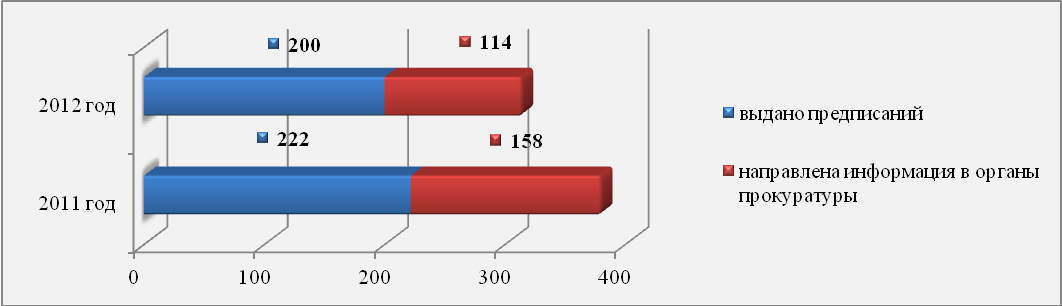 200 114
2012 год
222 158
2011 год
0 100 200 300 400
выдано предписаний
направлена информация в органы
прокуратуры